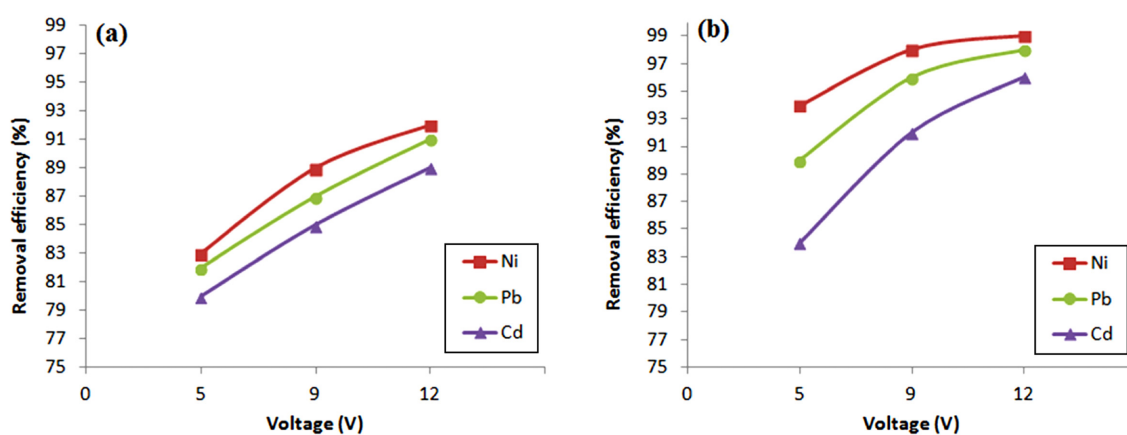 (a)
Removal efficiency (%)
99
97
95
93
91
89
87
85
83
81
79
77
75
0 5 9 12
Voltage (V)
Ni
Pb
Cd
(b)
Removal efficiency(%)
99
97
95
93
91
89
87
85
83
81
79
77
75
0 5 9 12
Voltage (V)
Ni
Pb
Cd